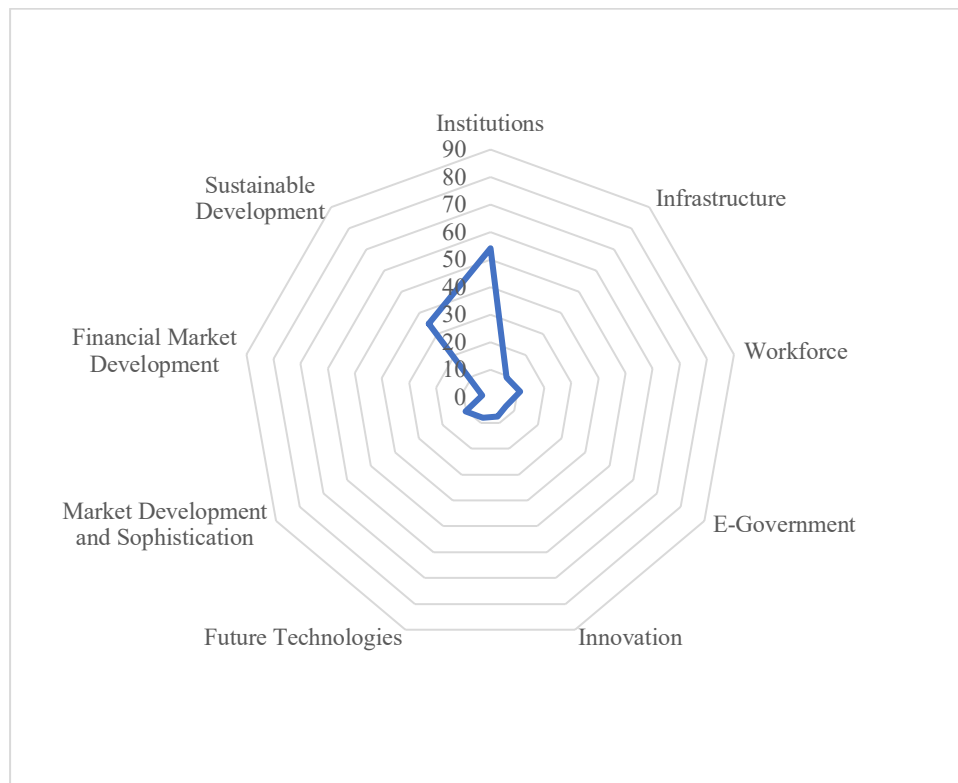 Institutions
90
80
70
60
50
40
30
20
10
0
Infrastructure
Workforce
E-Government
Innovation
Future Technologies
Market Development
and Sophistication
Financial Market
Development
Sustainable
Development